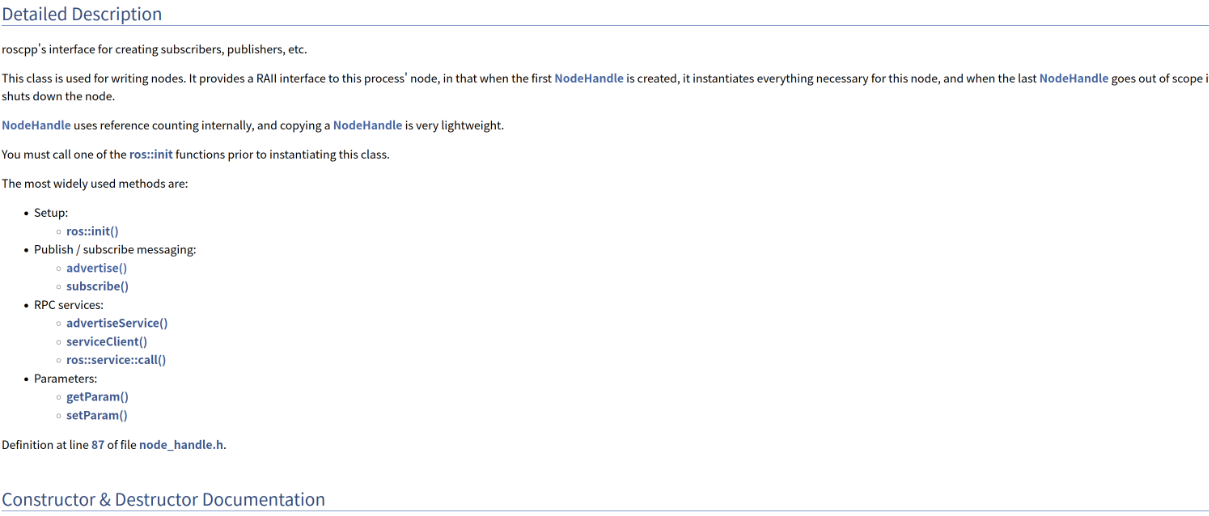 Detailed Description
roscpp's interface for creating subscribers, publishers, etc.
This class is used for writing nodes. It provides a RAII interface to this process' node, in that when the first NodeHandle is created, it instantiates everything necessary for this node, and when the last NodeHandle goes out of scope i
shuts down the node.
NodeHandle uses reference counting internally, and copying a NodeHandle is very lightweight.
You must call one of the ros::init functions prior to instantiating this class.
The most widely used methods are:
• Setup:
◦ ros::init()
• Publish / subscribe messaging:
◦ advertise()
◦ subscribe()
• RPC services:
◦ advertiseService()
◦ serviceClient()
◦ ros::service::call()
• Parameters:
◦ getParam()
◦ setParam()
Definition at line 87 of file node_handle.h.
Constructor & Destructor Documentation